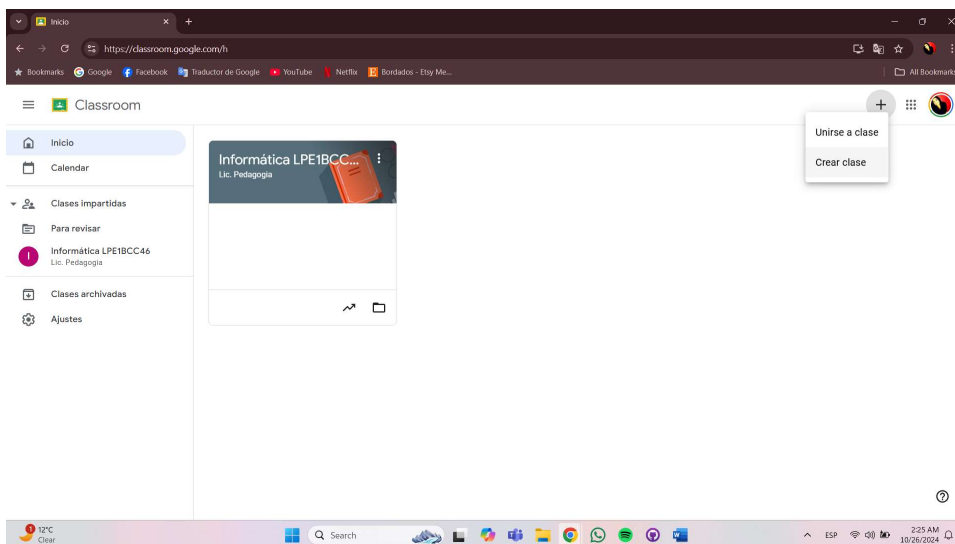 Inicio
https://classroom.google.com/h
Bookmarks Google Facebook Traductor de Google YouTube Netflix Bordados - Etsy Me... All Bookmarks
Classroom
Unirse a clase
Crear clase
Inicio
Calendar
Clases impartidas
Para revisar
Informática LPE1BCC46
Lic. Pedagogia
Clases archivadas
Ajustes
Informática LPE1BCC...
Lic. Pedagogia
1
12°C
Clear
Search
ESP
2:25 AM
10/26/2024